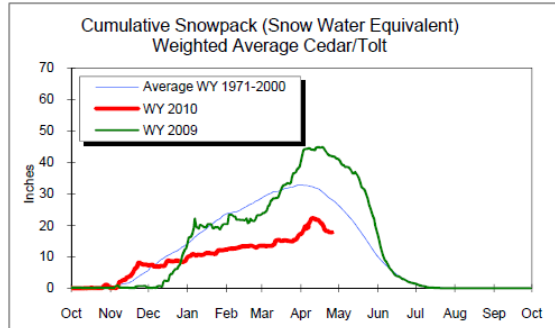 Cumulative Snowpack (Snow Water Equivalent)
Weighted Average Cedar/Tolt
70
60
50
40
30
20
10
0
Inches
Average WY 1971-2000
WY 2010
WY 2009
Oct Nov Dec Jan Feb Mar Apr May Jun Jul Aug Sep Oct